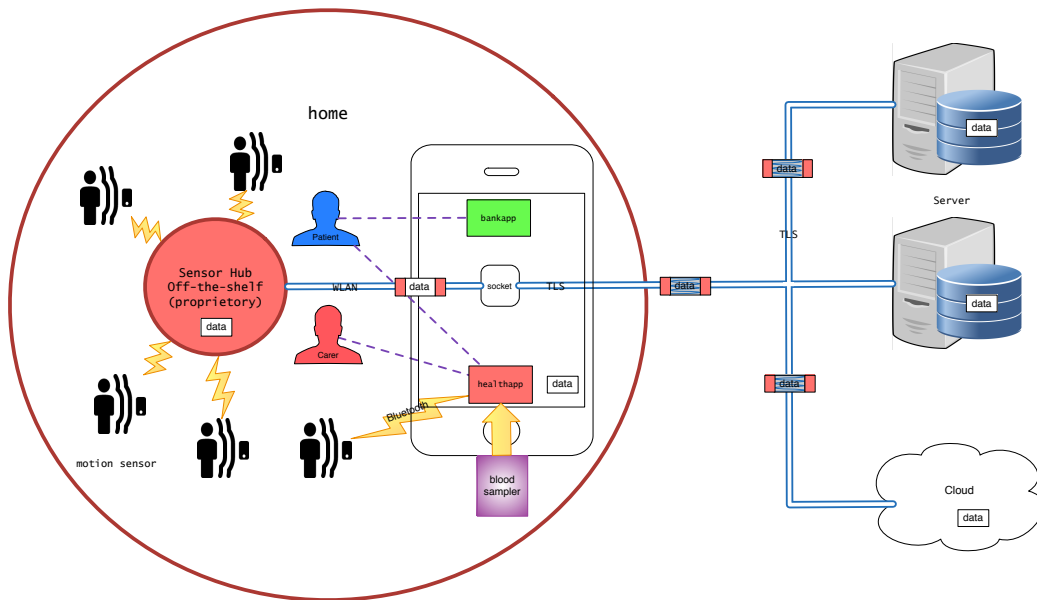 home
Patient
bankapp
Sensor Hub
Off-the-shelf
(proprietory)
data
WLAN
data
socket
TLS
data
Carer
healthapp
data
Bluetooth
motion sensor
blood
sampler
data
TLS
data
Server
data
data
Cloud
data